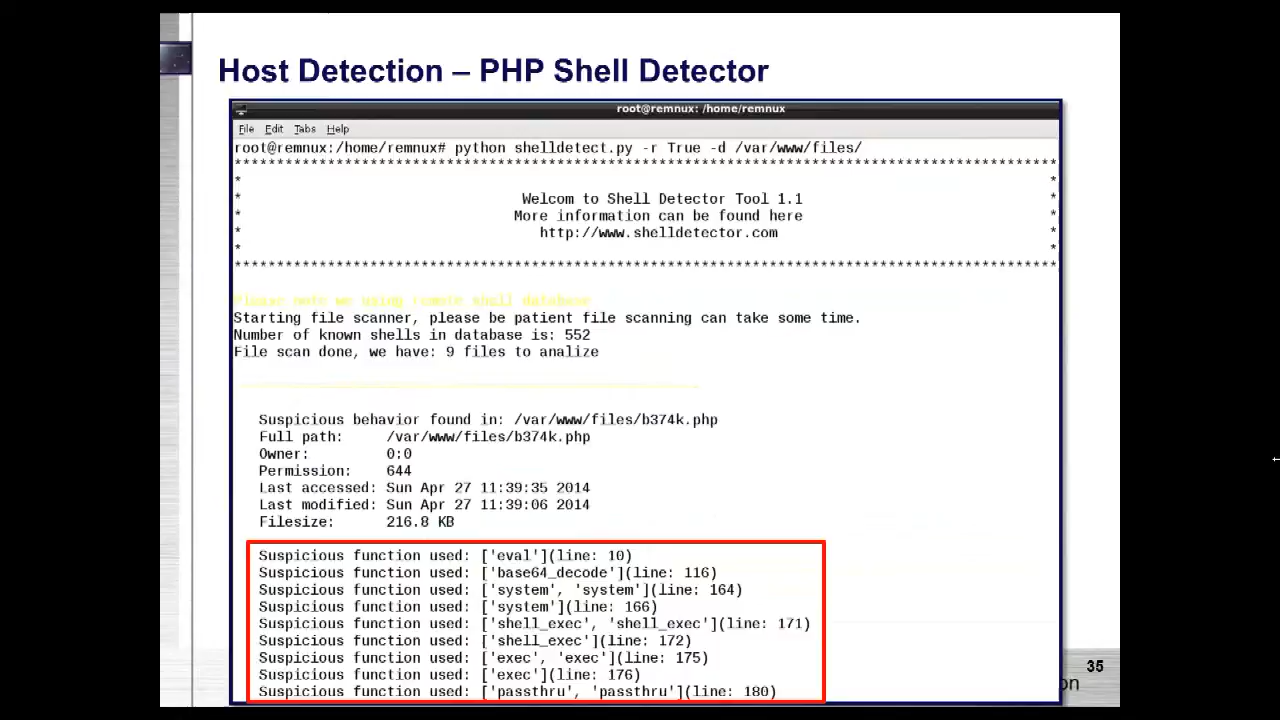 Host Detection – PHP Shell Detector
root@remnux: /home/remnux
File Edit Tabs Help
root@remnux:/home/remnux# python shelldetect.py -r True -d /var/www/files/
*************************************************************************************************
* *
* Welcom to Shell Detector Tool 1.1 *
* More information can be found here *
* http://www.shelldetector.com *
* *
*************************************************************************************************
Please note we using remote shell database
Starting file scanner, please be patient file scanning can take some time.
Number of known shells in database is: 552
File scan done, we have: 9 files to analize
Suspicious behavior found in: /var/www/files/b374k.php
Full path: /var/www/files/b374k.php
Owner: 0:0
Permission: 644
Last accessed: Sun Apr 27 11:39:35 2014
Last modified: Sun Apr 27 11:39:06 2014
Filesize: 216.8 KB
Suspicious function used: ['eval'](line: 10)
Suspicious function used: ['base64_decode'](line: 116)
Suspicious function used: ['system', 'system'](line: 164)
Suspicious function used: ['system'](line: 166)
Suspicious function used: ['shell_exec', 'shell_exec'](line: 171)
Suspicious function used: ['shell_exec'](line: 172)
Suspicious function used: ['exec', 'exec'](line: 175)
Suspicious function used: ['exec'](line: 176)
Suspicious function used: ['passthru', 'passthru'](line: 180)
35